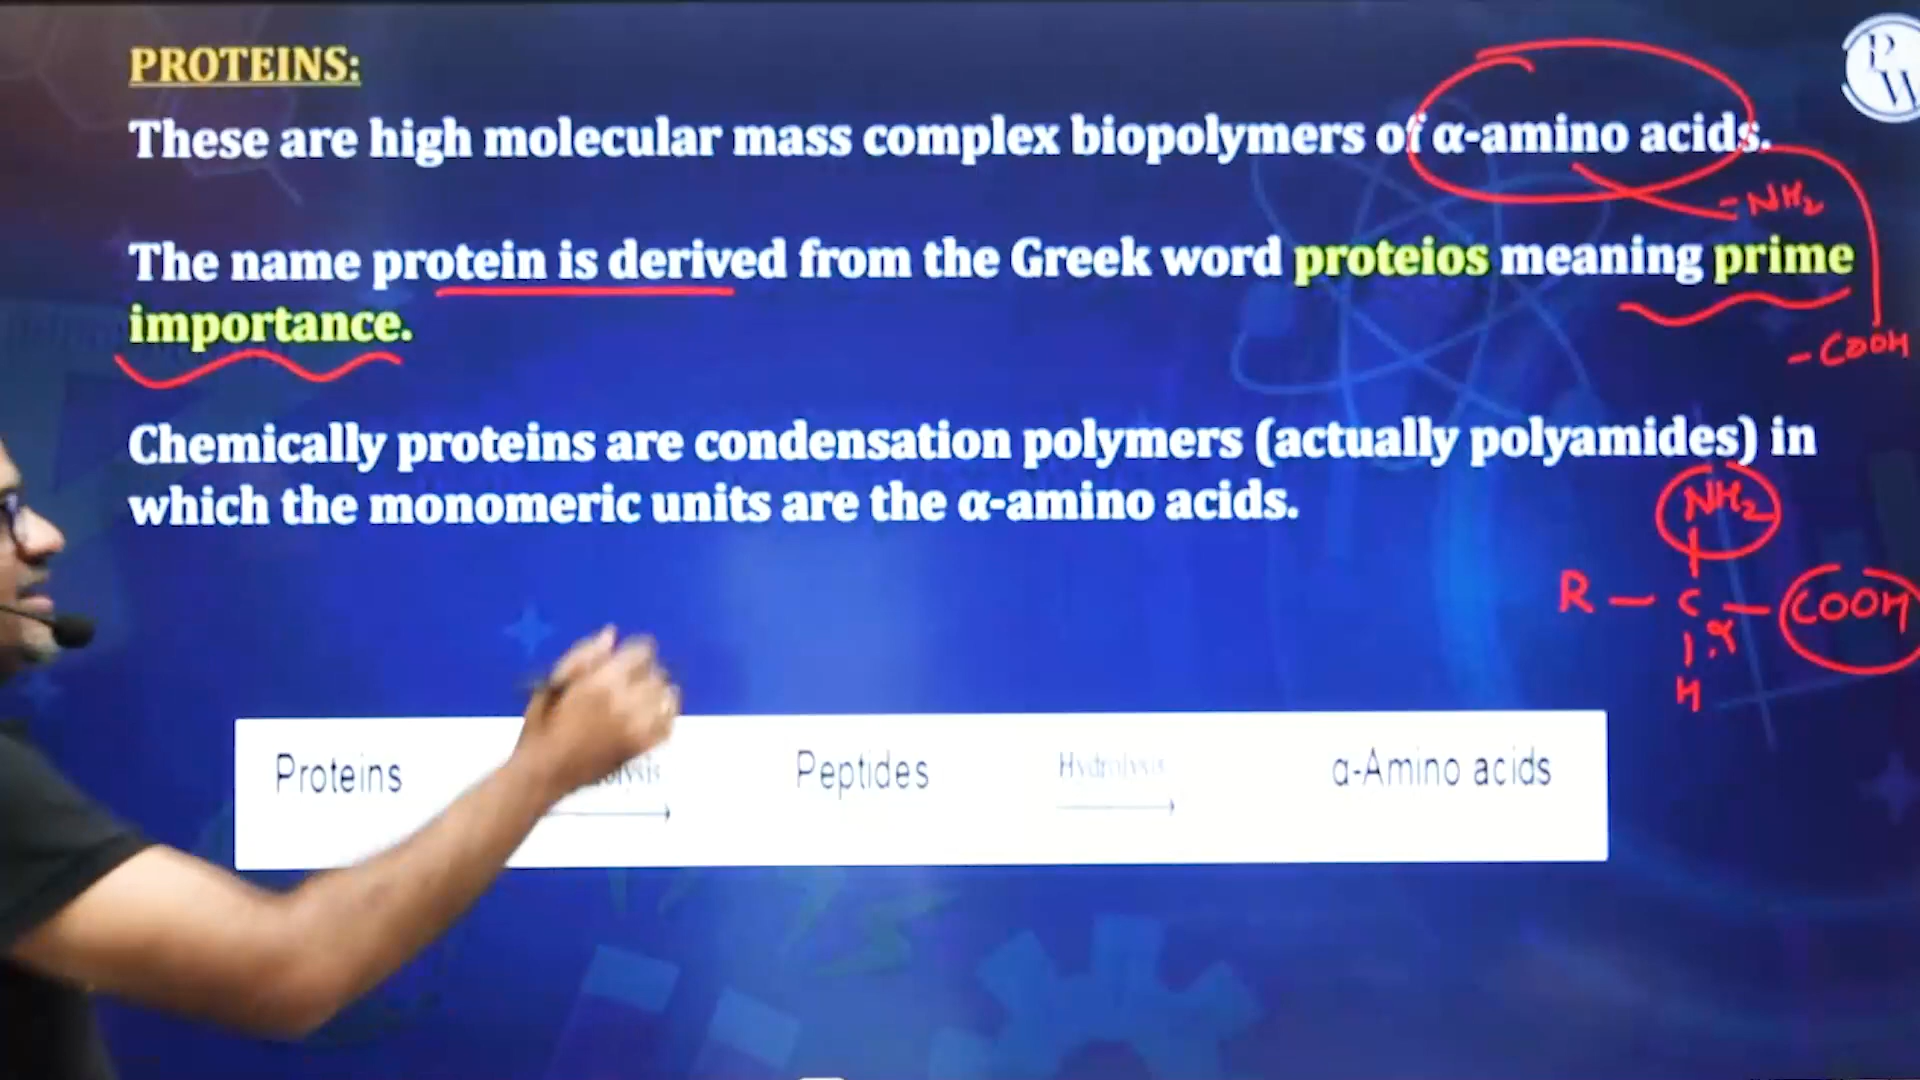 PROTEINS:
P
W
These are high molecular mass complex biopolymers of α-amino acids.
- NH₂
The name protein is derived from the Greek word proteios meaning prime
importance.
- COOH
Chemically proteins are condensation polymers (actually polyamides) in
which the monomeric units are the α-amino acids.
NH₂
R - C - COOH
α
H
Proteins Peptides Hydrolysis α-Amino acids